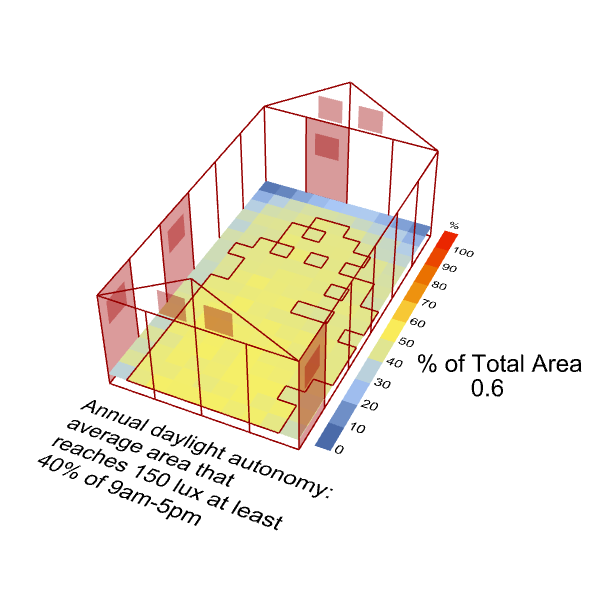 %
100
90
80
70
60
50
40
30
20
10
0
% of Total Area
0.6
Annual daylight autonomy:
average area that
reaches 150 lux at least
40% of 9am-5pm